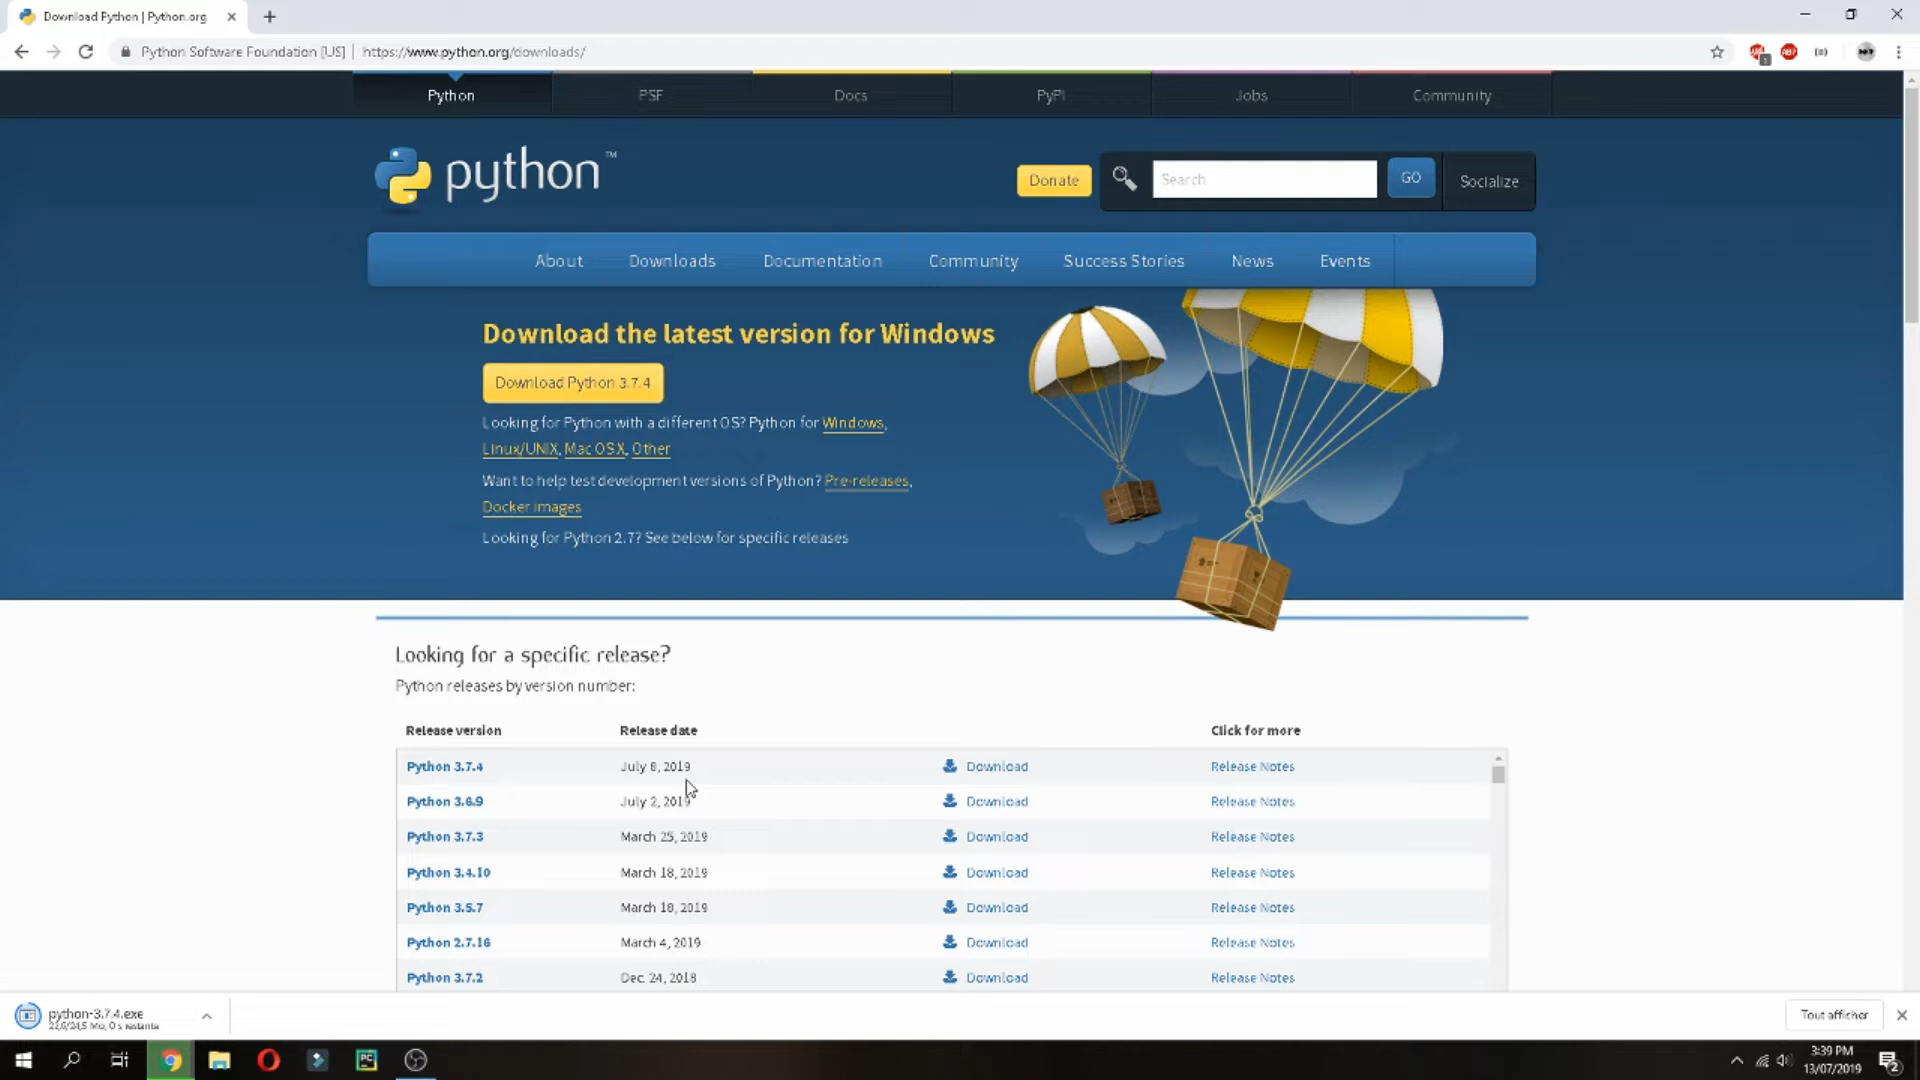 Download Python | Python.org
Python Software Foundation [US] | https://www.python.org/downloads/
ABP
1
Python
PSF
Docs
PyPI
Jobs
Community
python™
Donate
Search
GO
Socialize
About
Downloads
Documentation
Community
Success Stories
News
Events
Download the latest version for Windows
Download Python 3.7.4
Looking for Python with a different OS? Python for Windows,
Linux/UNIX, Mac OS X, Other
Want to help test development versions of Python? Pre-releases,
Docker images
Looking for Python 2.7? See below for specific releases
Looking for a specific release?
Python releases by version number:
Release version Release date Click for more
Python 3.7.4 July 8, 2019 Download Release Notes
Python 3.6.9 July 2, 2019 Download Release Notes
Python 3.7.3 March 25, 2019 Download Release Notes
Python 3.4.10 March 18, 2019 Download Release Notes
Python 3.5.7 March 18, 2019 Download Release Notes
Python 2.7.16 March 4, 2019 Download Release Notes
Python 3.7.2 Dec. 24, 2018 Download Release Notes
python-3.7.4.exe
22,6/24,5 Mo, 0 s restante
Tout afficher
PC
3:39 PM
13/07/2019
2